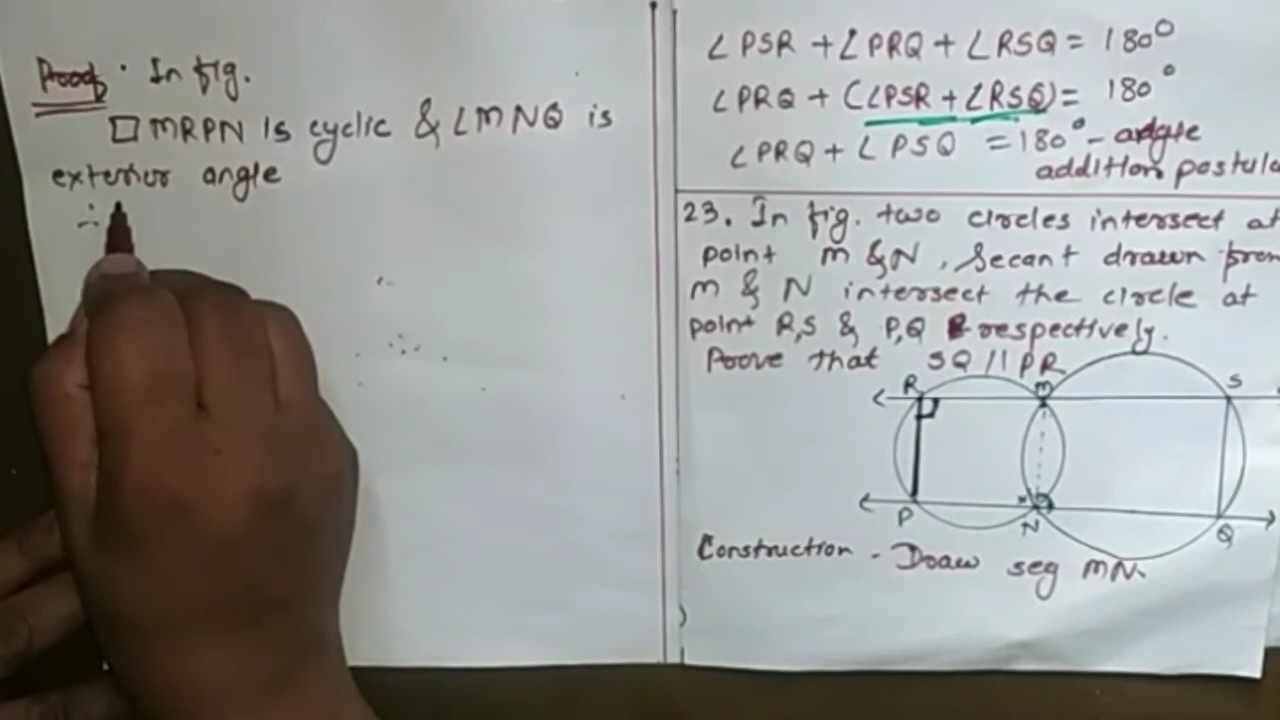 Proof. In fig.
□ MRPN is cyclic & ∠MNQ is
exterior angle
∴
∠PSR + ∠PRQ + ∠RSQ = 180°
∠PRQ + (∠PSR + ∠RSQ) = 180°
∠PRQ + ∠PSQ = 180° - angle
addition postula
23. In fig. two circles intersect at
point M & N, Secant drawn from
M & N intersect the circle at
point R,S & P,Q respectively.
Prove that SQ // PR
R M S
P N Q
Construction - Draw seg MN.